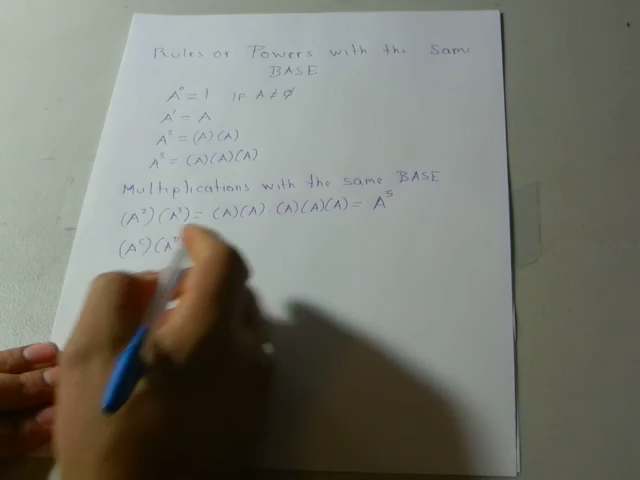 Rules of Powers with the same
BASE
A⁰ = 1 IF A ≠ 0
A¹ = A
A² = (A)(A)
A³ = (A)(A)(A)
Multiplications with the same BASE
(A²)(A³) = (A)(A) · (A)(A)(A) = A⁵